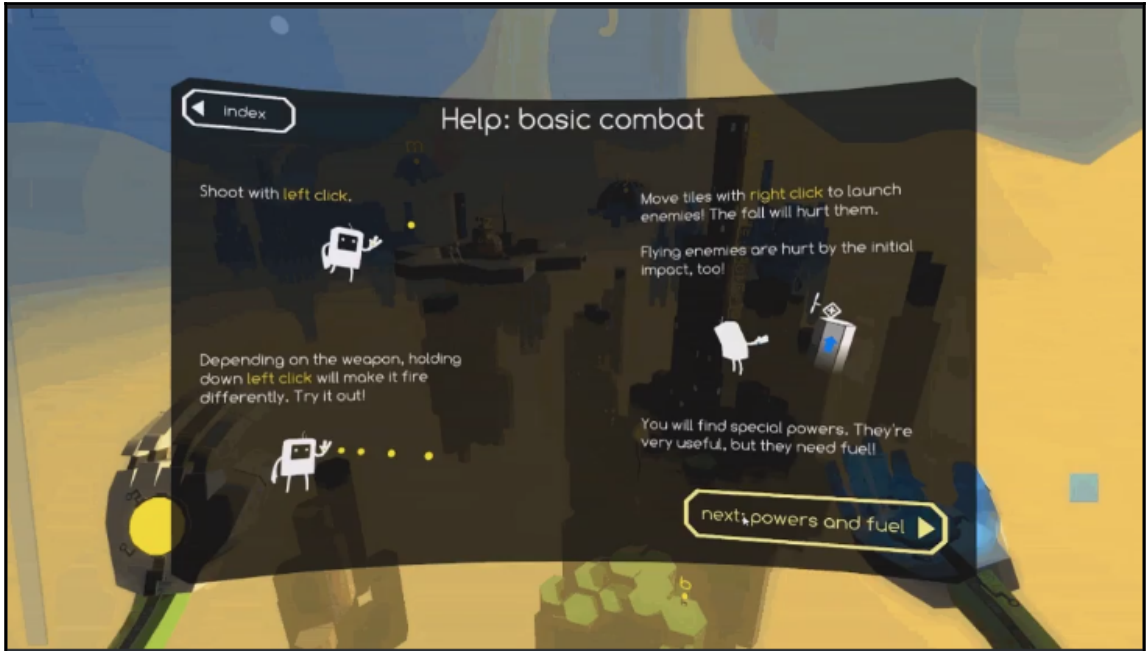 index
Help: basic combat
Shoot with left click.
Depending on the weapon, holding
down left click will make it fire
differently. Try it out!
Move tiles with right click to launch
enemies! The fall will hurt them.
Flying enemies are hurt by the initial
impact, too!
You will find special powers. They're
very useful, but they need fuel!
next: powers and fuel